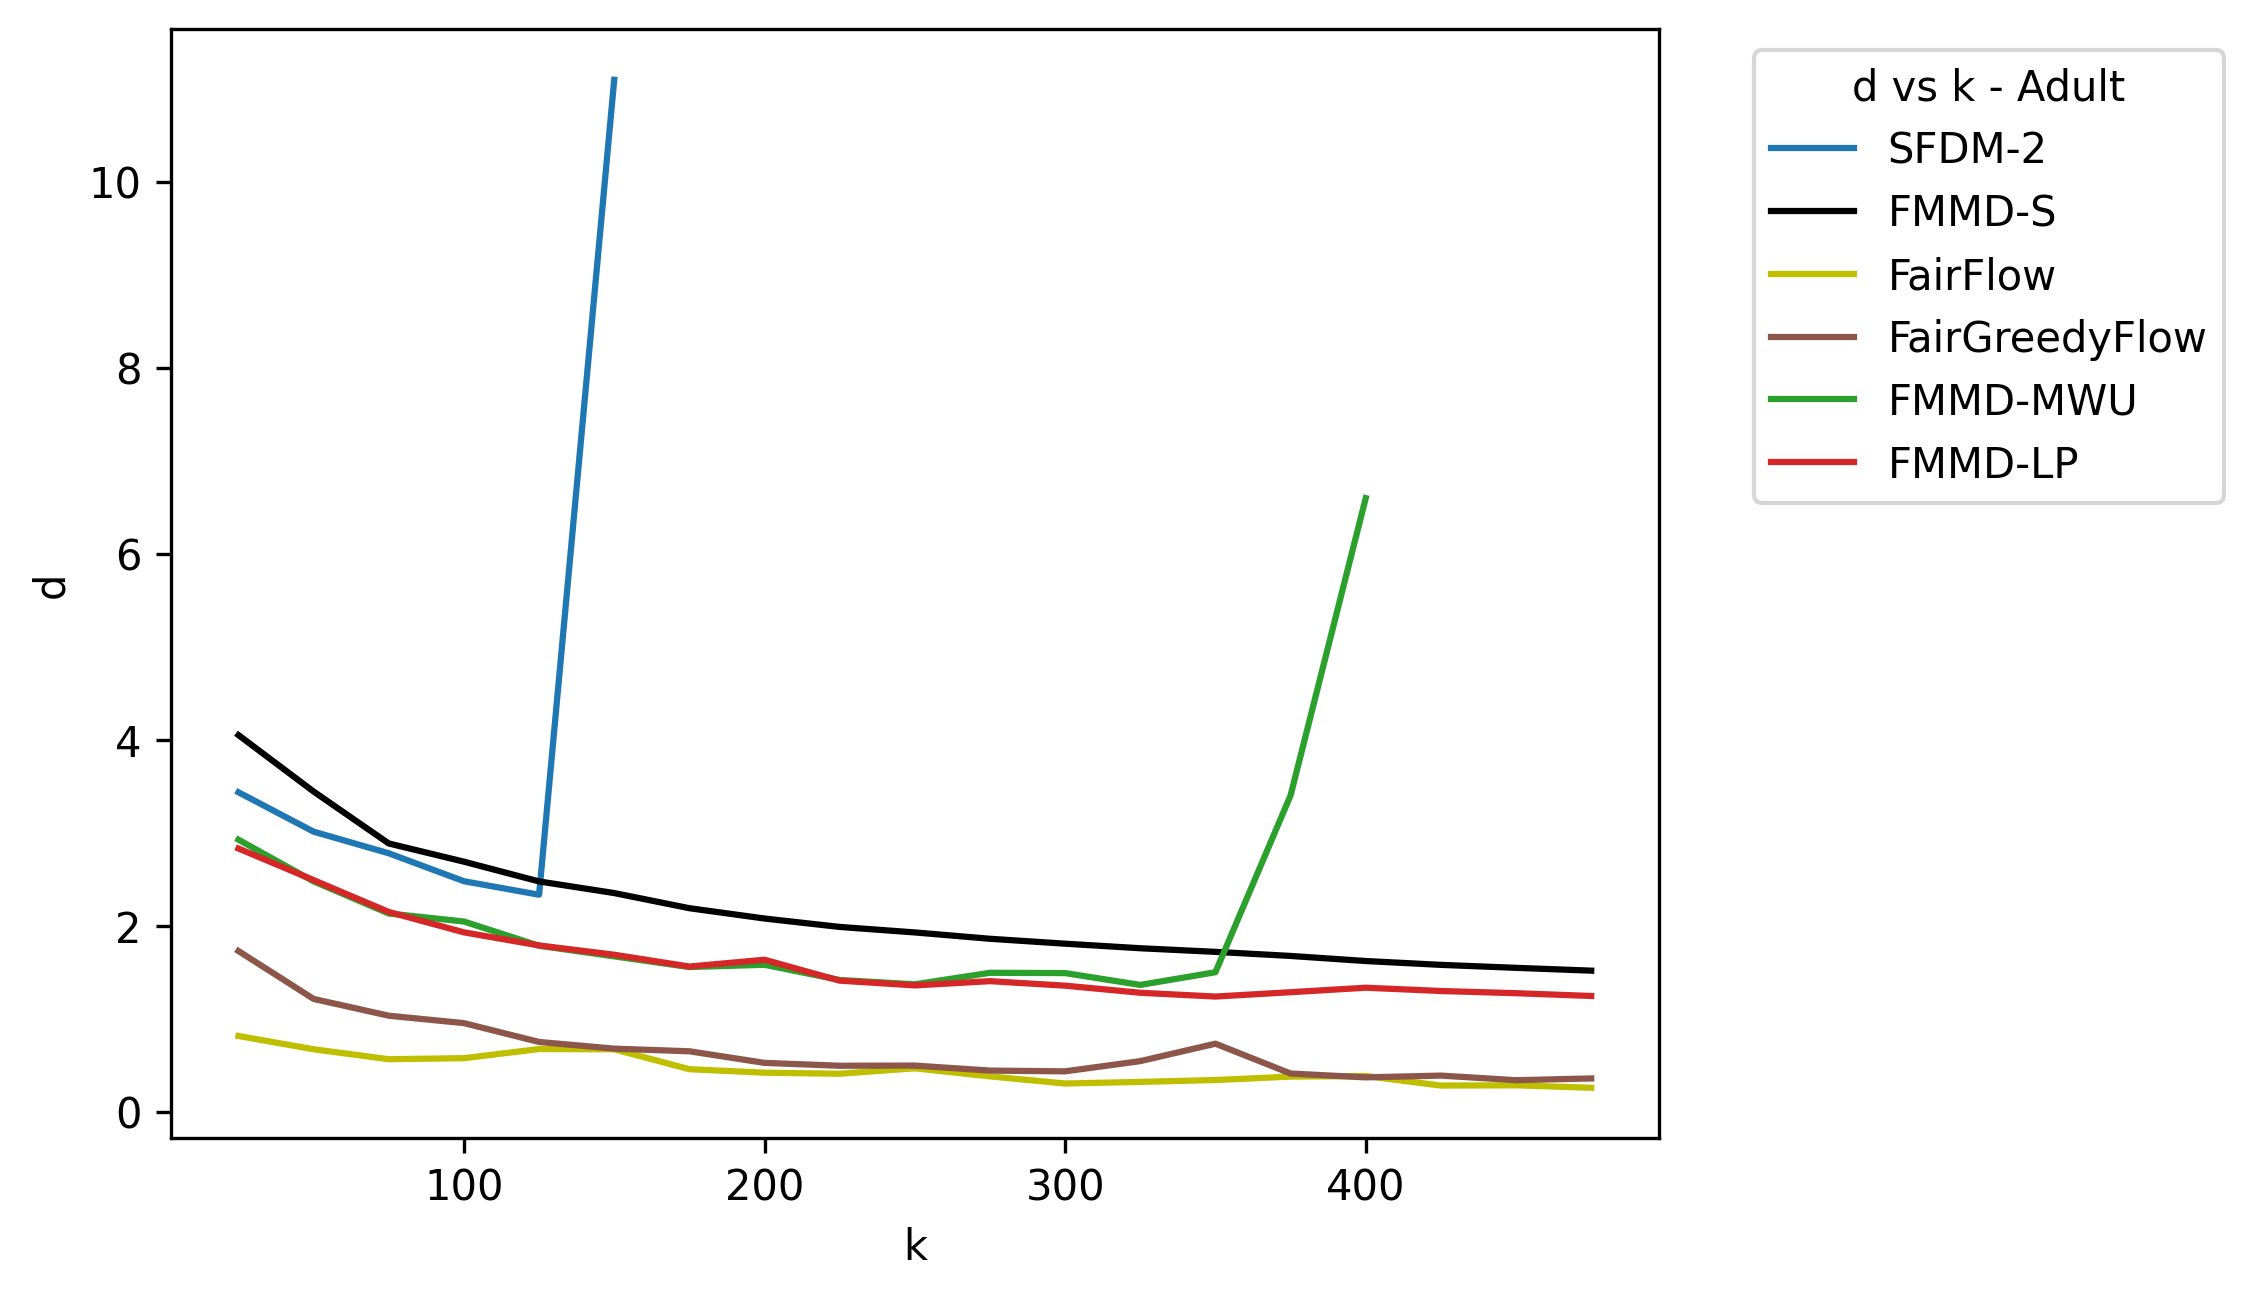 d vs k - Adult
SFDM-2
FMMD-S
FairFlow
FairGreedyFlow
FMMD-MWU
FMMD-LP
10
8
6
4
2
0
d
100 200 300 400
k